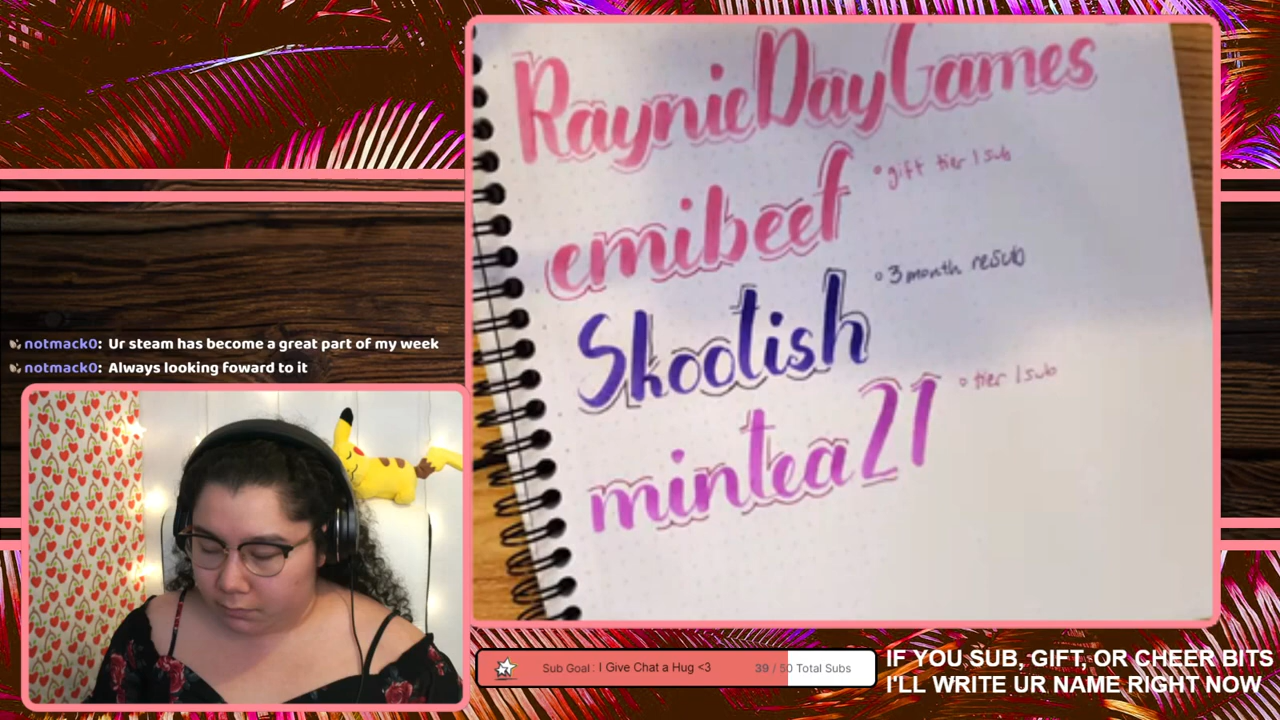 RaynieDayGames
emibeef
◦ gift tier 1 sub
Skootish
◦ 3 month resub
mintea21
◦ tier 1 sub
notmack0: Ur steam has become a great part of my week
notmack0: Always looking foward to it
Sub Goal: I Give Chat a Hug <3 39 / 50 Total Subs
IF YOU SUB, GIFT, OR CHEER BITS
I'LL WRITE UR NAME RIGHT NOW